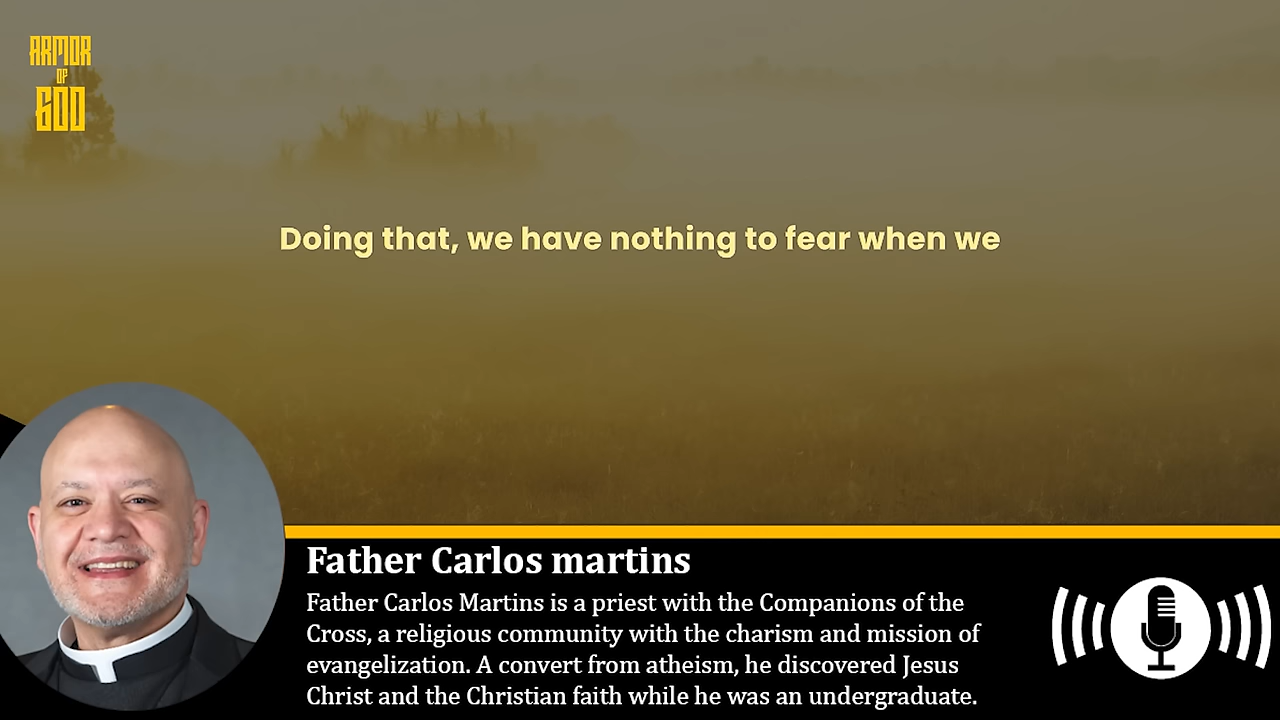 ARMOR
OF
GOD
Doing that, we have nothing to fear when we
Father Carlos martins
Father Carlos Martins is a priest with the Companions of the
Cross, a religious community with the charism and mission of
evangelization. A convert from atheism, he discovered Jesus
Christ and the Christian faith while he was an undergraduate.